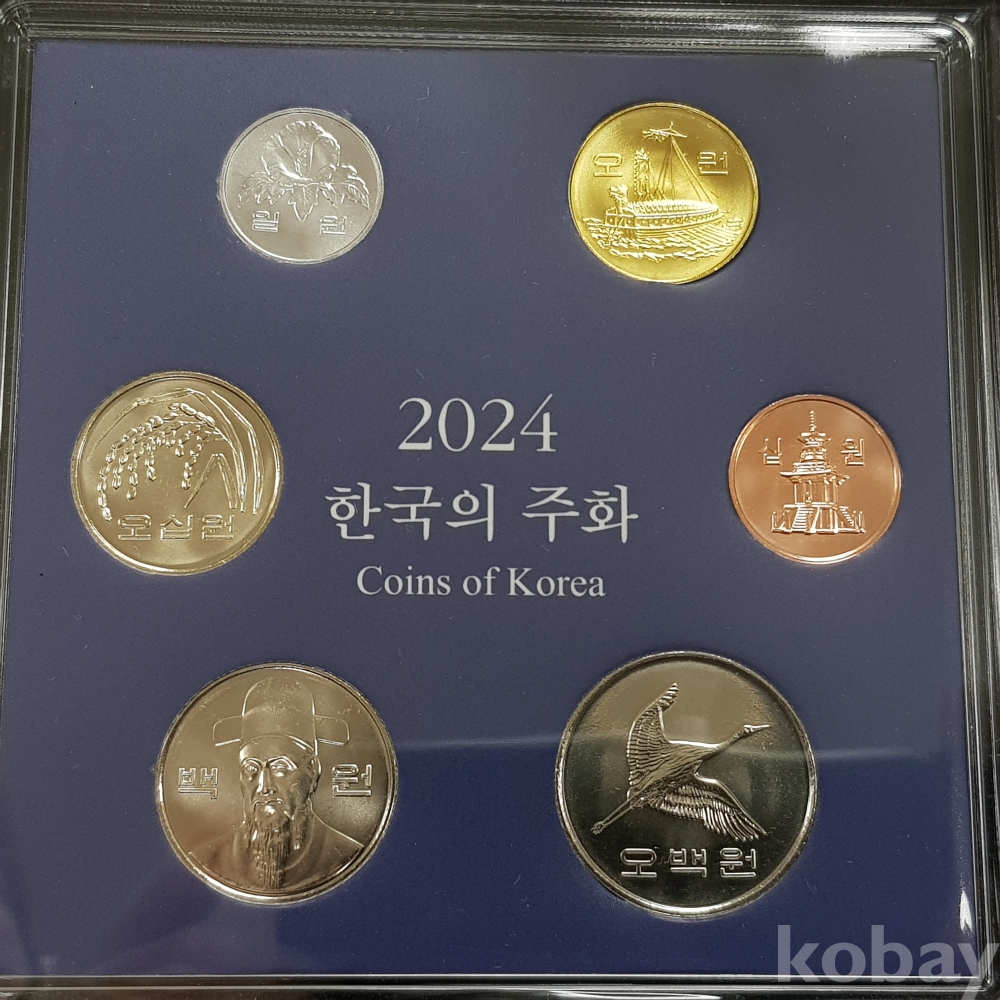 일 원
오 원
2024
한국의 주화
Coins of Korea
오십원
십 원
백 원
오백원
kobay